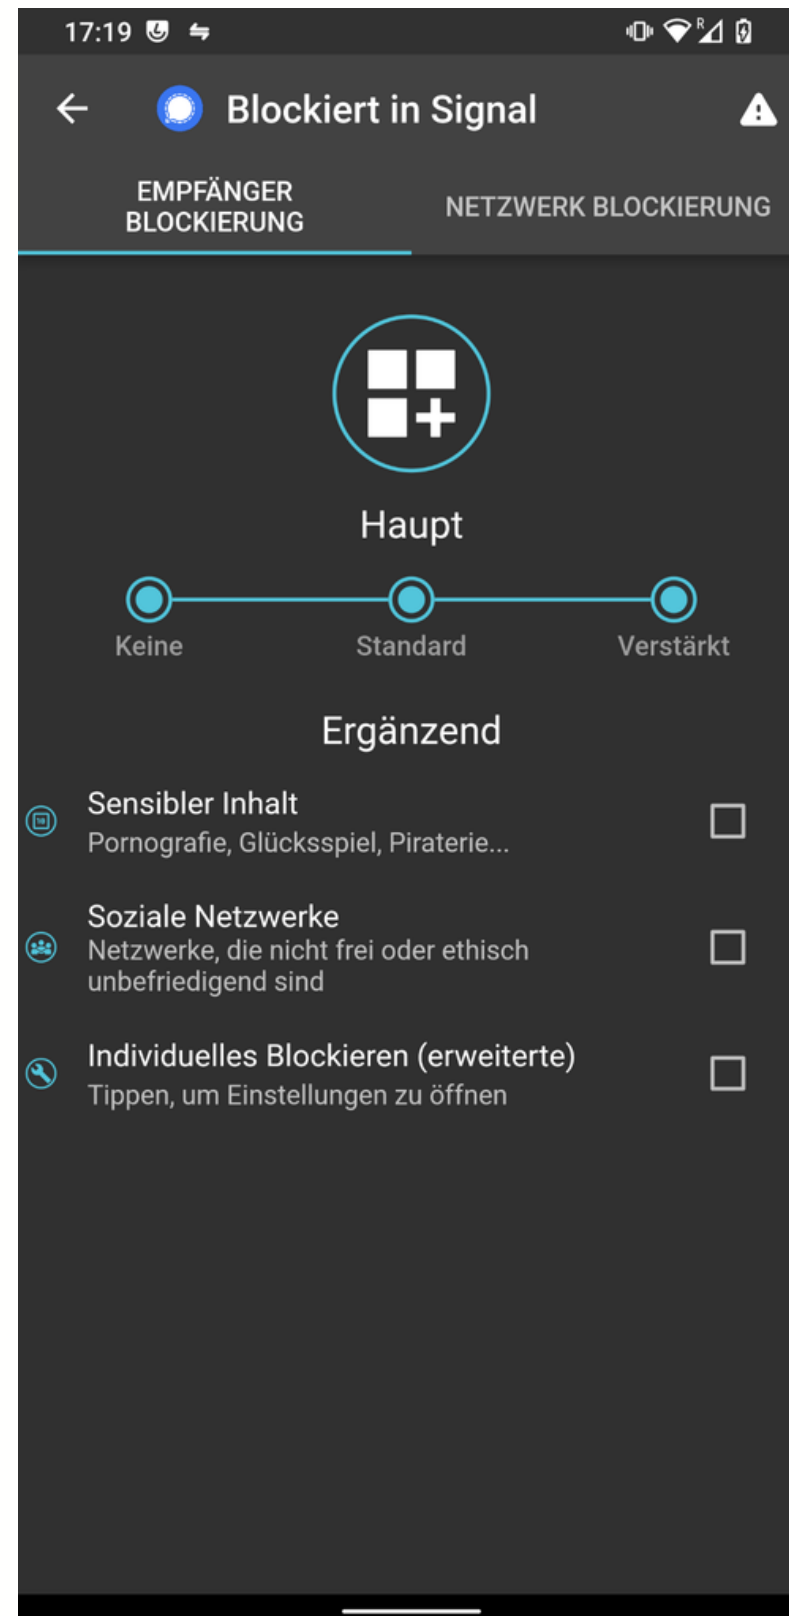 17:19
R
Blockiert in Signal
EMPFÄNGER
BLOCKIERUNG
NETZWERK BLOCKIERUNG
Haupt
Keine Standard Verstärkt
Ergänzend
Sensibler Inhalt
Pornografie, Glücksspiel, Piraterie...
Soziale Netzwerke
Netzwerke, die nicht frei oder ethisch
unbefriedigend sind
Individuelles Blockieren (erweiterte)
Tippen, um Einstellungen zu öffnen